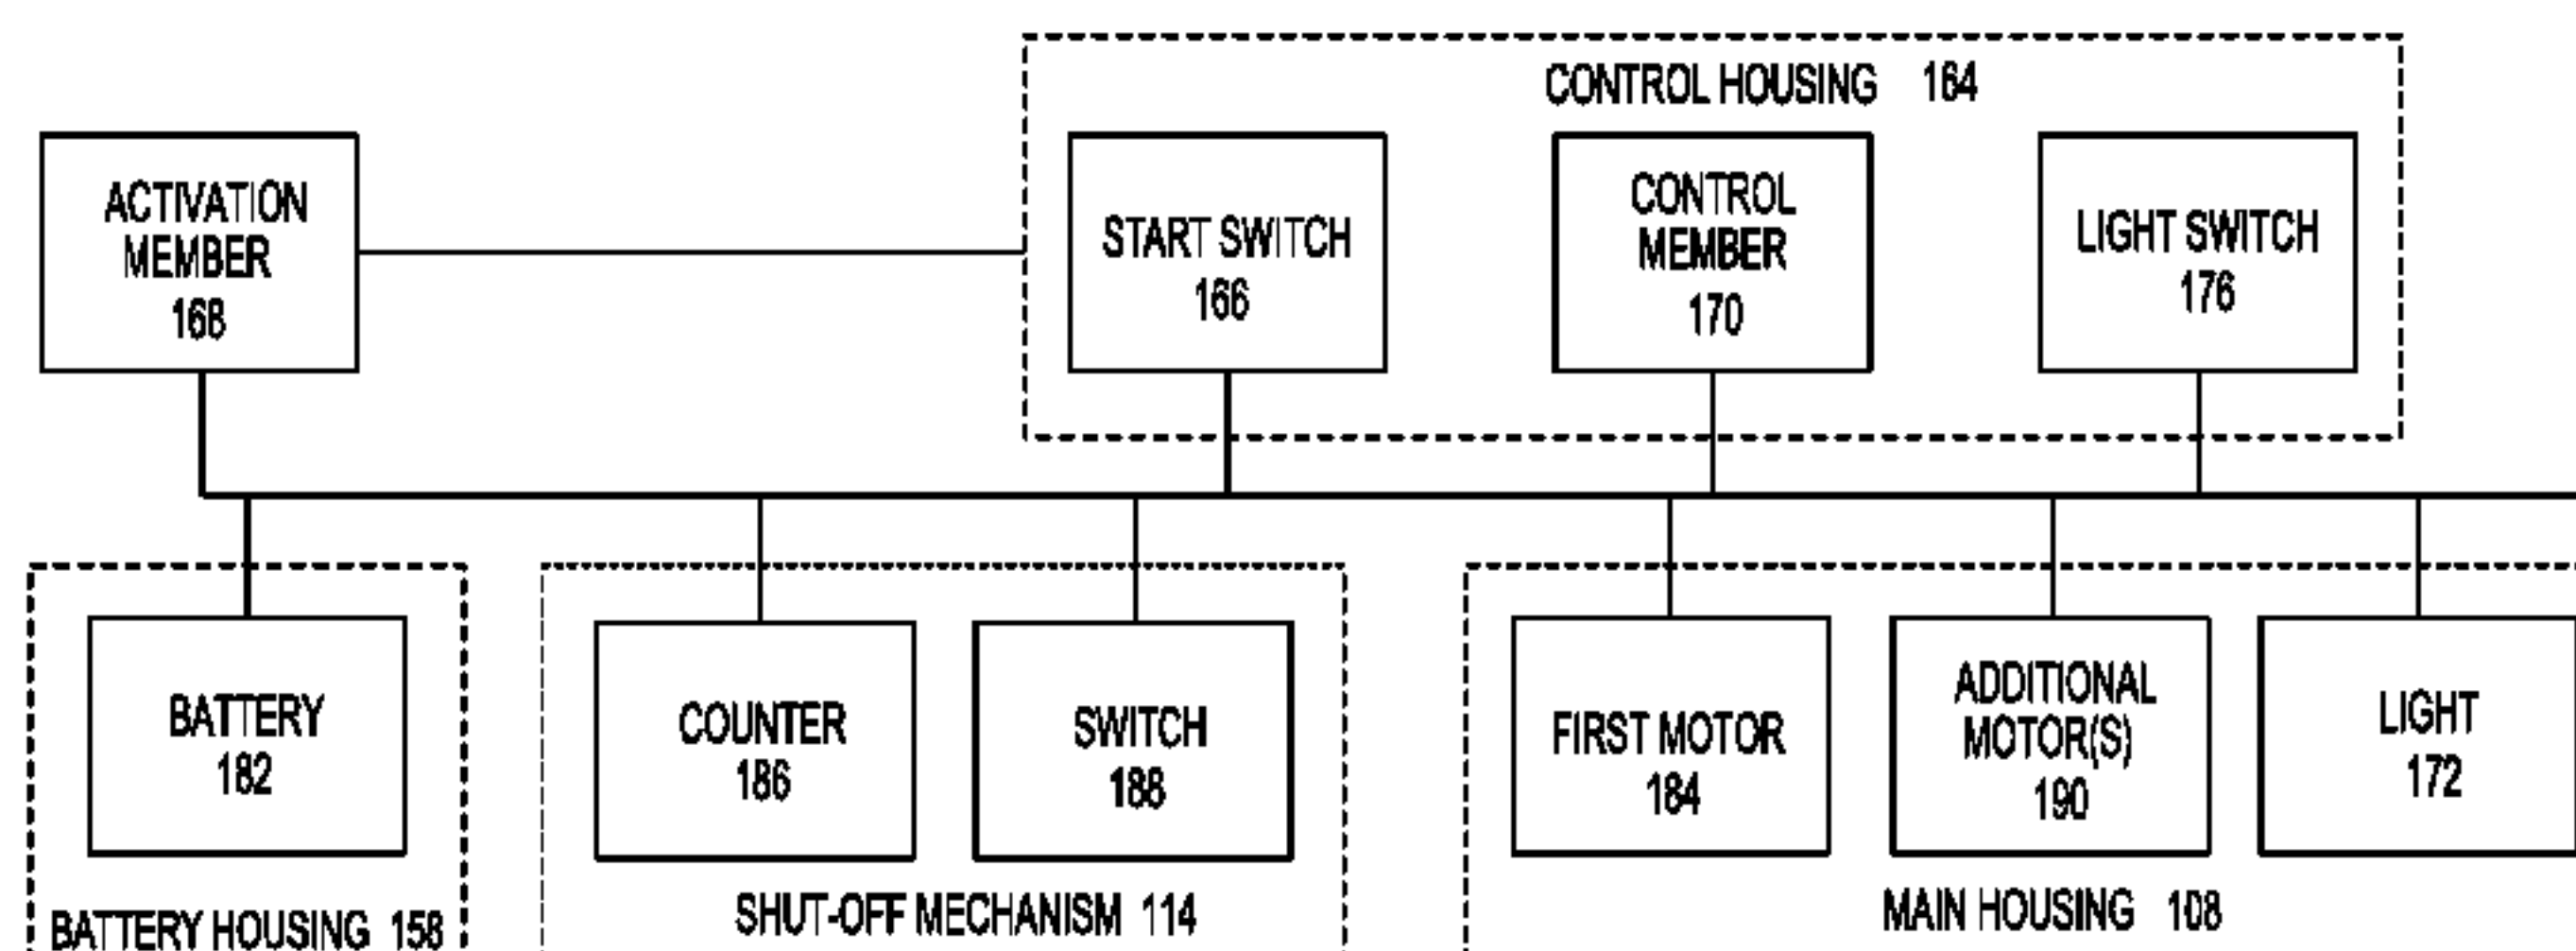 CONTROL HOUSING 164
ACTIVATION
MEMBER
168
START SWITCH
166
CONTROL
MEMBER
170
LIGHT SWITCH
176
BATTERY
182
BATTERY HOUSING 158
COUNTER
186
SWITCH
188
SHUT-OFF MECHANISM 114
FIRST MOTOR
184
ADDITIONAL
MOTOR(S)
190
LIGHT
172
MAIN HOUSING 108